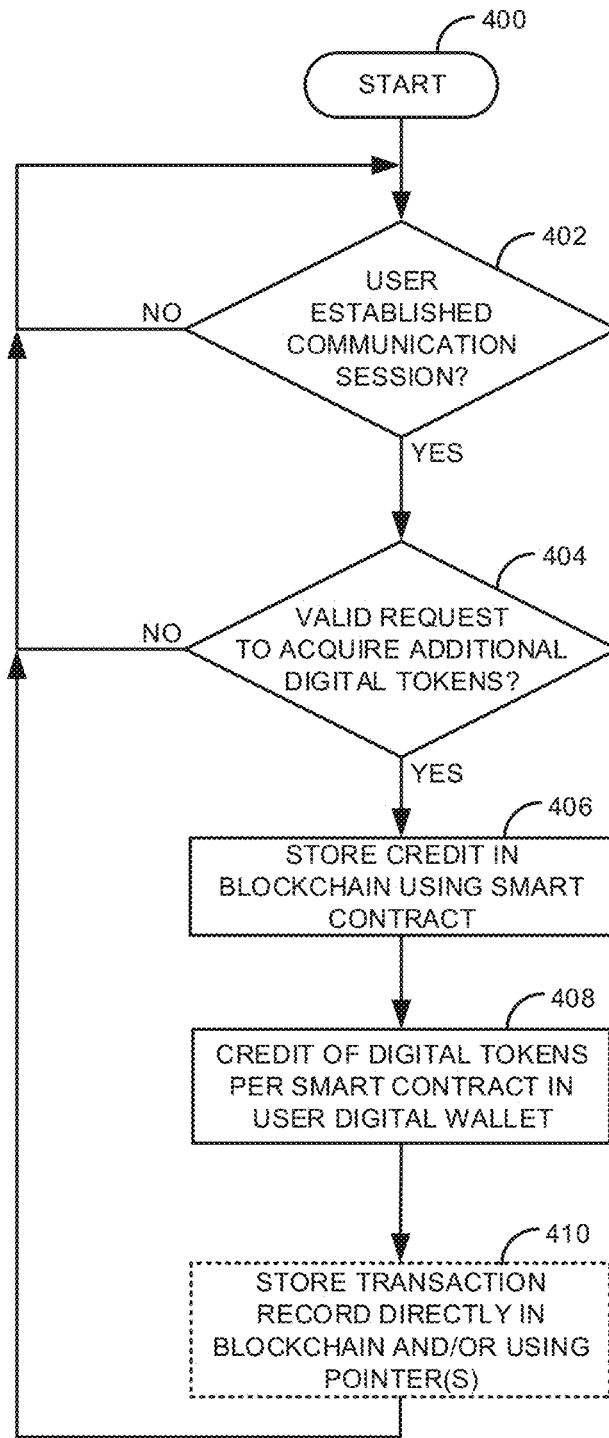 400
START
402
USER
ESTABLISHED
COMMUNICATION
SESSION?
NO
YES
404
VALID REQUEST
TO ACQUIRE ADDITIONAL
DIGITAL TOKENS?
NO
YES
406
STORE CREDIT IN
BLOCKCHAIN USING SMART
CONTRACT
408
CREDIT OF DIGITAL TOKENS
PER SMART CONTRACT IN
USER DIGITAL WALLET
410
STORE TRANSACTION
RECORD DIRECTLY IN
BLOCKCHAIN AND/OR USING
POINTER(S)